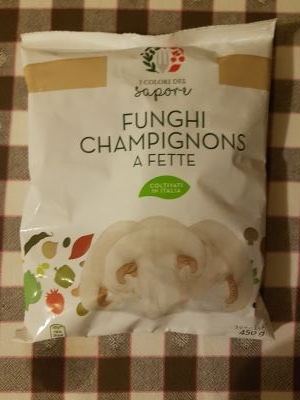 I COLORI DEL
sapore
FUNGHI
CHAMPIGNONS
A FETTE
COLTIVATI
IN ITALIA
450 g